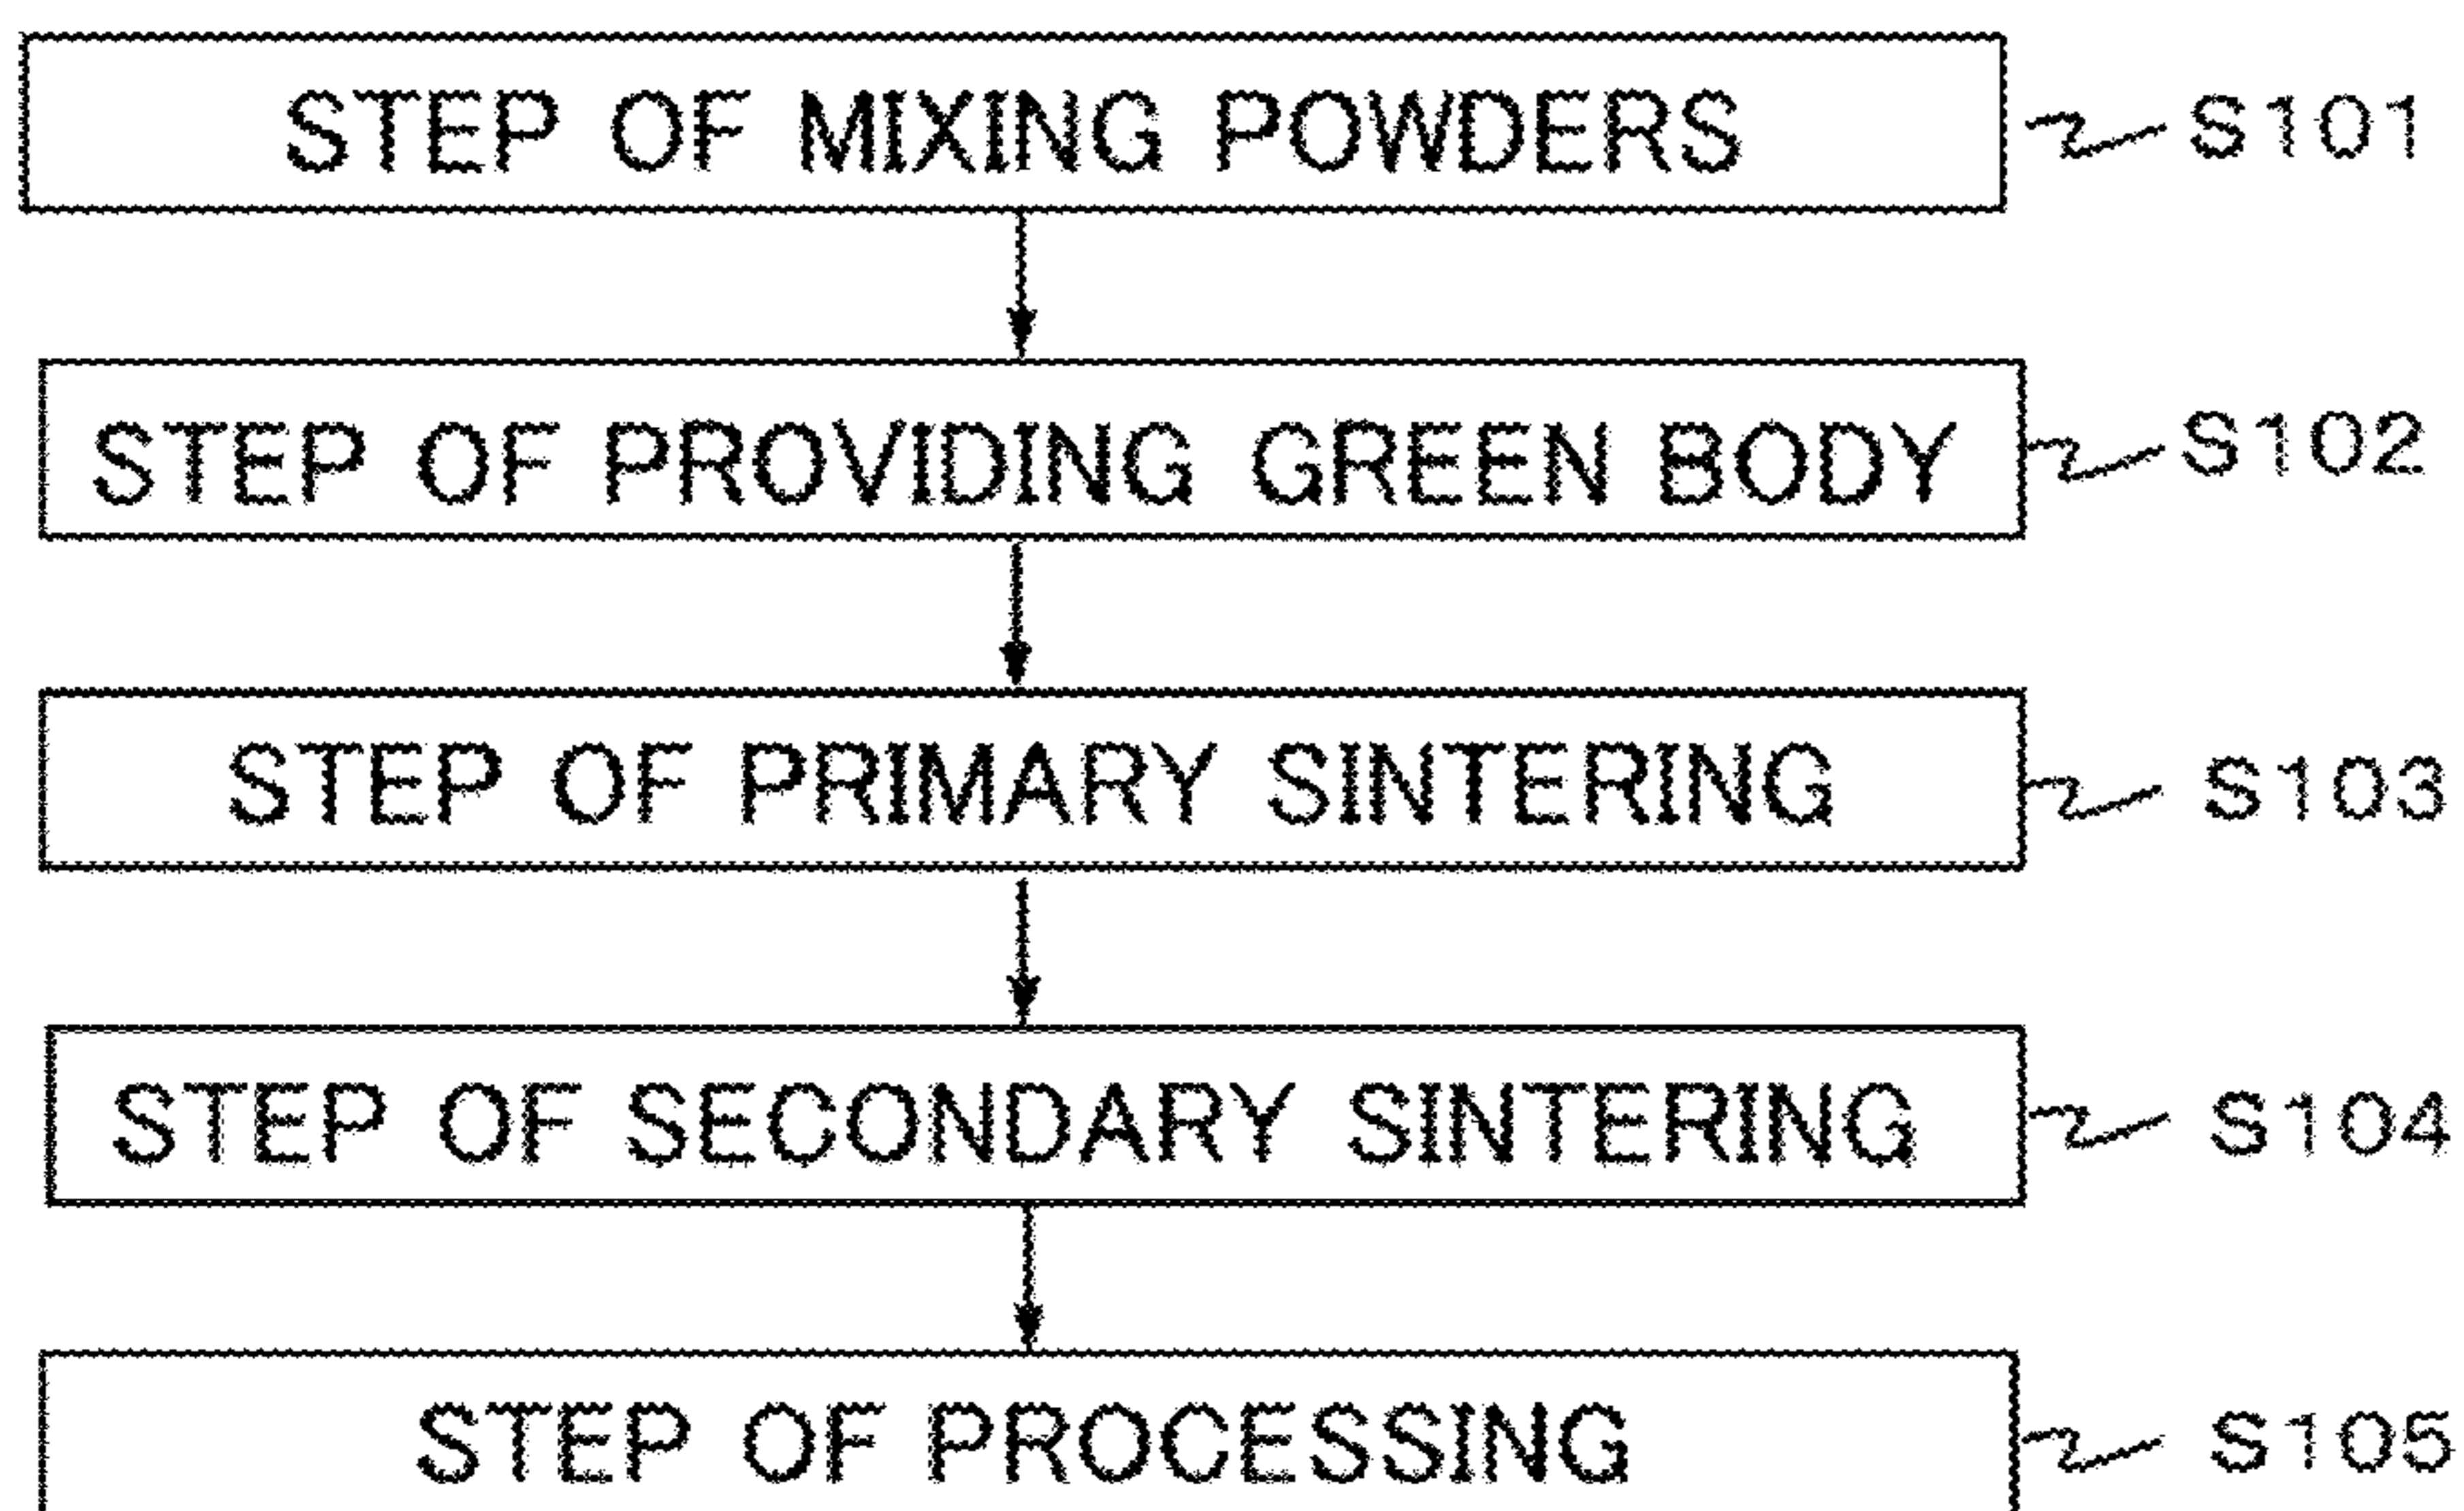 STEP OF MIXING POWDERS S101
STEP OF PROVIDING GREEN BODY S102
STEP OF PRIMARY SINTERING S103
STEP OF SECONDARY SINTERING S104
STEP OF PROCESSING S105